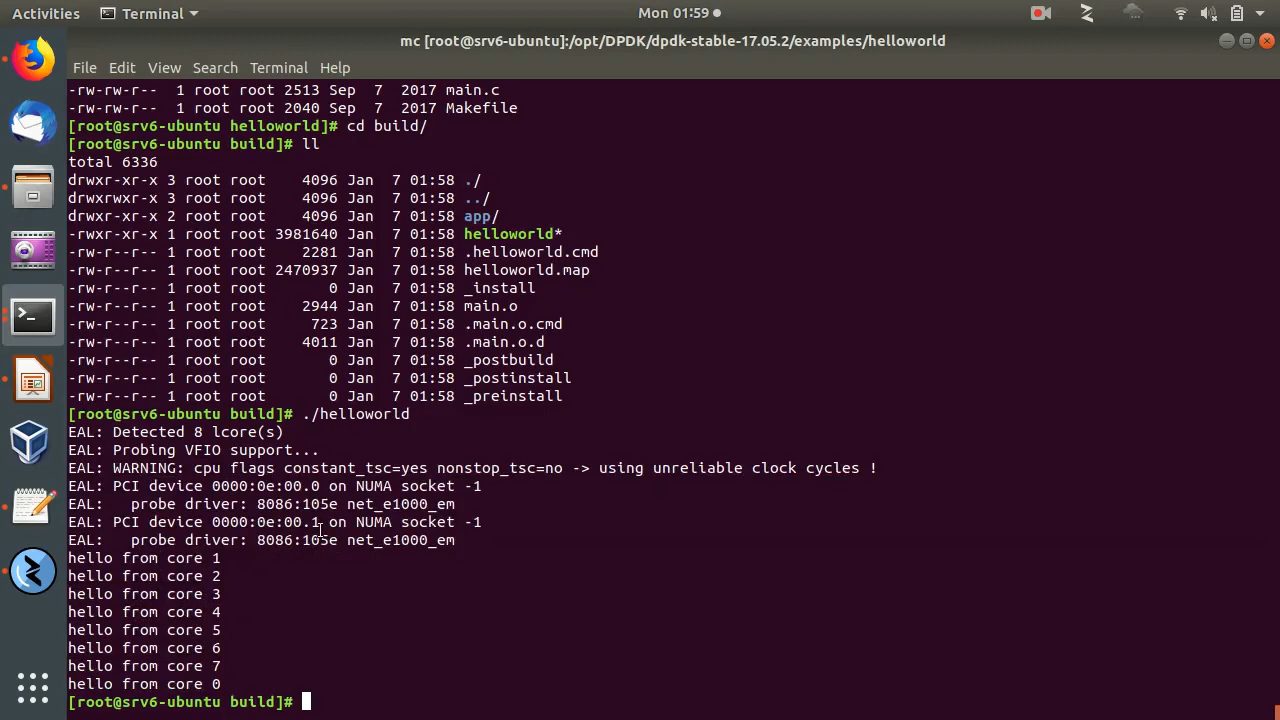 Activities Terminal Mon 01:59
mc [root@srv6-ubuntu]:/opt/DPDK/dpdk-stable-17.05.2/examples/helloworld
File Edit View Search Terminal Help
-rw-rw-r-- 1 root root 2513 Sep 7 2017 main.c
-rw-rw-r-- 1 root root 2040 Sep 7 2017 Makefile
[root@srv6-ubuntu helloworld]# cd build/
[root@srv6-ubuntu build]# ll
total 6336
drwxr-xr-x 3 root root 4096 Jan 7 01:58 ./
drwxrwxr-x 3 root root 4096 Jan 7 01:58 ../
drwxr-xr-x 2 root root 4096 Jan 7 01:58 app/
-rwxr-xr-x 1 root root 3981640 Jan 7 01:58 helloworld*
-rw-r--r-- 1 root root 2281 Jan 7 01:58 .helloworld.cmd
-rw-r--r-- 1 root root 2470937 Jan 7 01:58 helloworld.map
-rw-r--r-- 1 root root 0 Jan 7 01:58 _install
-rw-r--r-- 1 root root 2944 Jan 7 01:58 main.o
-rw-r--r-- 1 root root 723 Jan 7 01:58 .main.o.cmd
-rw-r--r-- 1 root root 4011 Jan 7 01:58 .main.o.d
-rw-r--r-- 1 root root 0 Jan 7 01:58 _postbuild
-rw-r--r-- 1 root root 0 Jan 7 01:58 _postinstall
-rw-r--r-- 1 root root 0 Jan 7 01:58 _preinstall
[root@srv6-ubuntu build]# ./helloworld
EAL: Detected 8 lcore(s)
EAL: Probing VFIO support...
EAL: WARNING: cpu flags constant_tsc=yes nonstop_tsc=no -> using unreliable clock cycles !
EAL: PCI device 0000:0e:00.0 on NUMA socket -1
EAL: probe driver: 8086:105e net_e1000_em
EAL: PCI device 0000:0e:00.1 on NUMA socket -1
EAL: probe driver: 8086:105e net_e1000_em
hello from core 1
hello from core 2
hello from core 3
hello from core 4
hello from core 5
hello from core 6
hello from core 7
hello from core 0
[root@srv6-ubuntu build]#